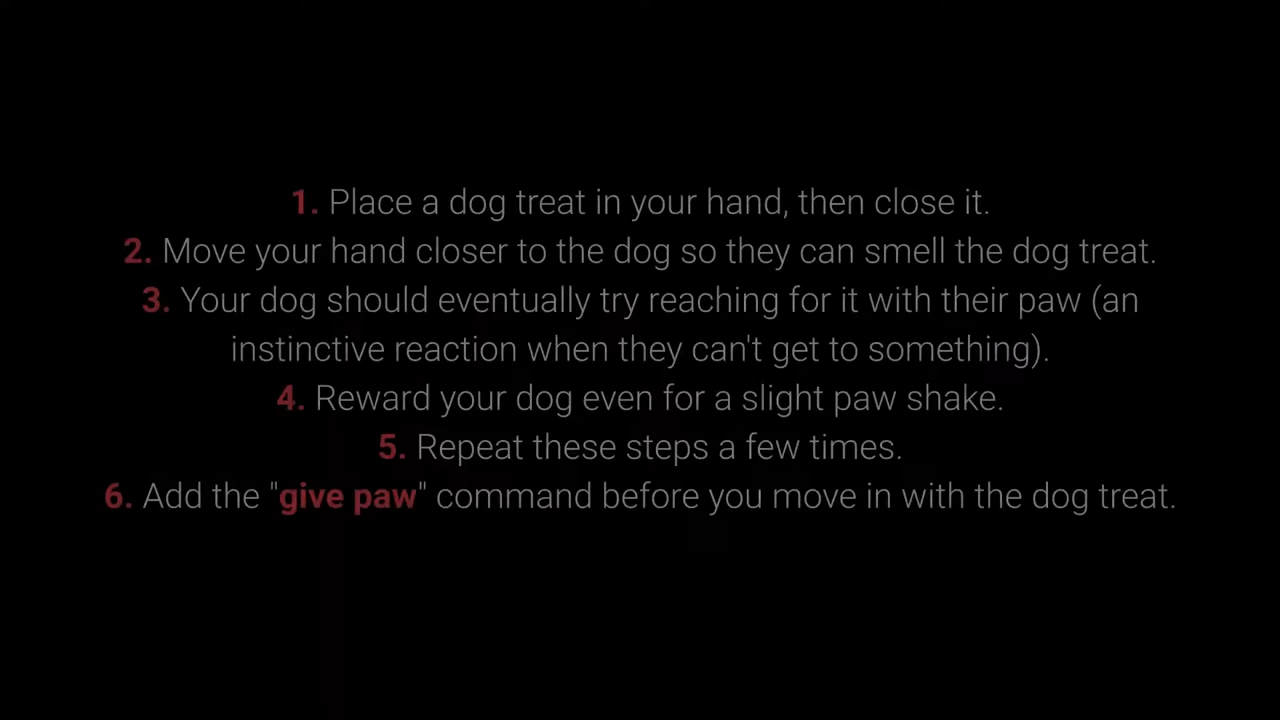 1. Place a dog treat in your hand, then close it.
2. Move your hand closer to the dog so they can smell the dog treat.
3. Your dog should eventually try reaching for it with their paw (an
instinctive reaction when they can't get to something).
4. Reward your dog even for a slight paw shake.
5. Repeat these steps a few times.
6. Add the "give paw" command before you move in with the dog treat.